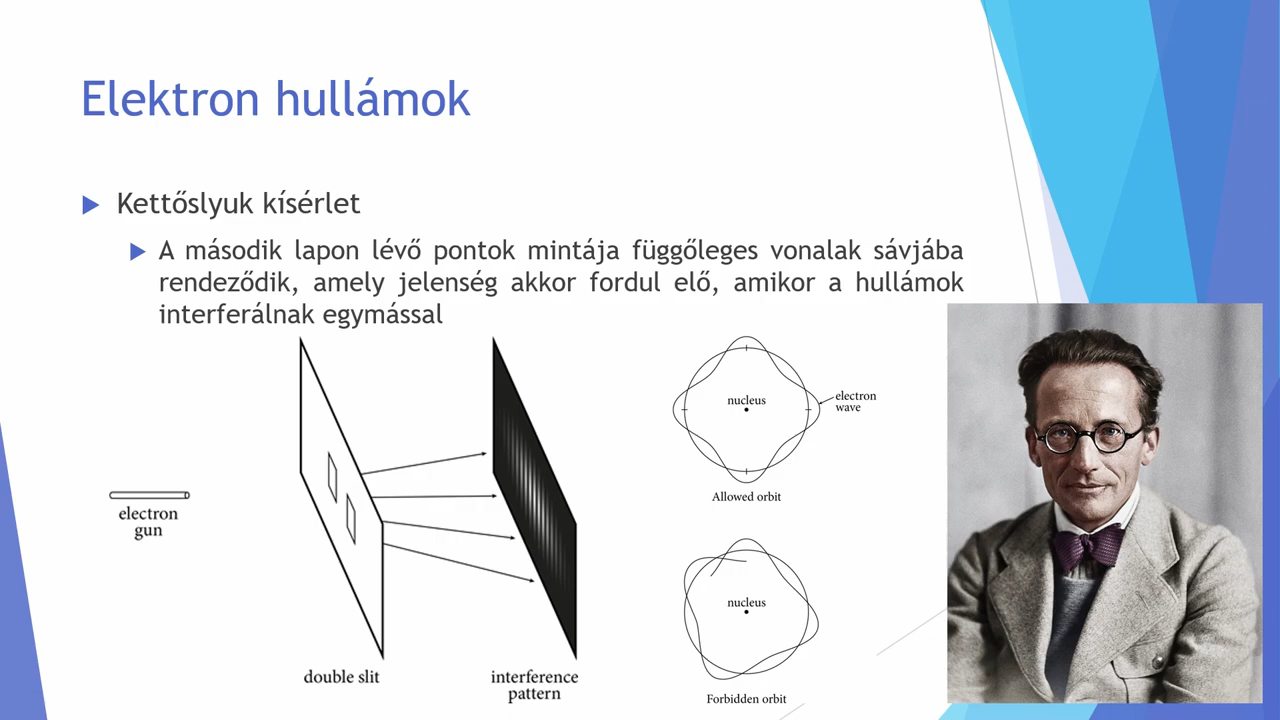 Elektron hullámok
Kettőslyuk kísérlet
A második lapon lévő pontok mintája függőleges vonalak sávjába
rendeződik, amely jelenség akkor fordul elő, amikor a hullámok
interferálnak egymással
electron
gun
double slit
interference
pattern
nucleus
electron
wave
Allowed orbit
nucleus
Forbidden orbit